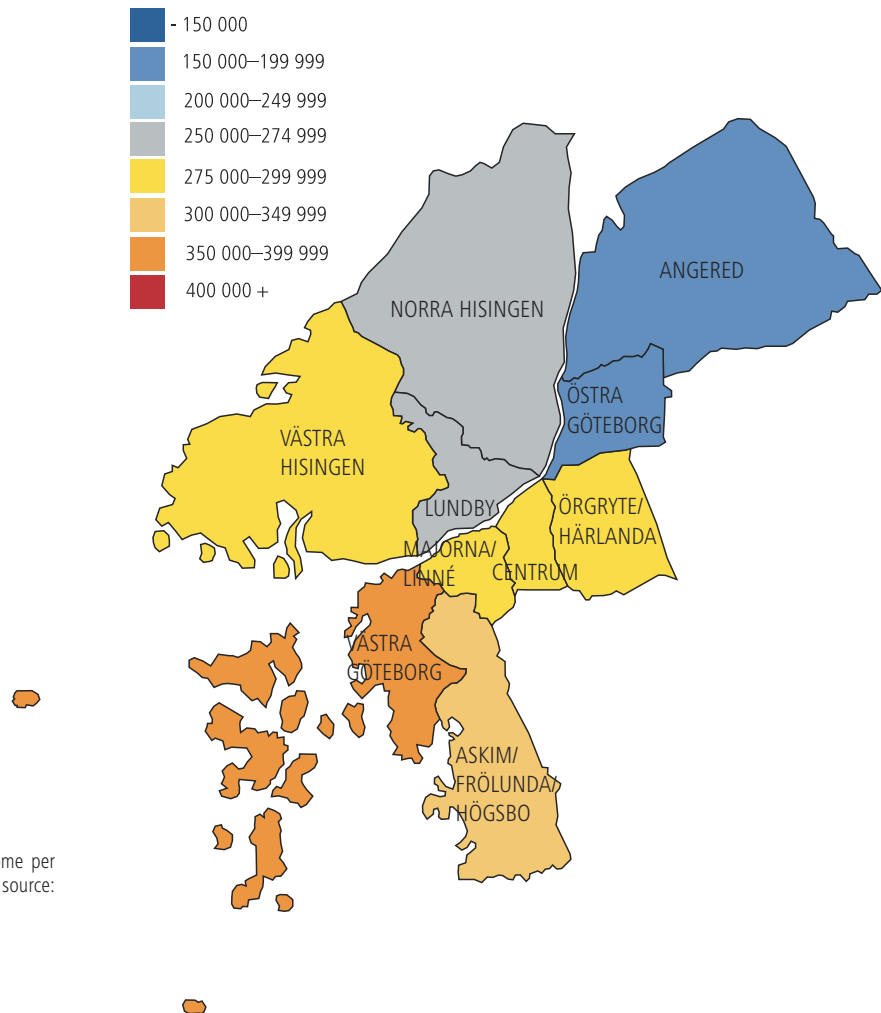 - 150 000
150 000–199 999
200 000–249 999
250 000–274 999
275 000–299 999
300 000–349 999
350 000–399 999
400 000 +
ANGERED
NORRA HISINGEN
ÖSTRA
GÖTEBORG
VÄSTRA
HISINGEN
LUNDBY
ÖRGRYTE/
HÄRLANDA
MAJORNA/
LINNÉ
CENTRUM
VÄSTRA
GÖTEBORG
ASKIM/
FRÖLUNDA/
HÖGSBO
me per
source: